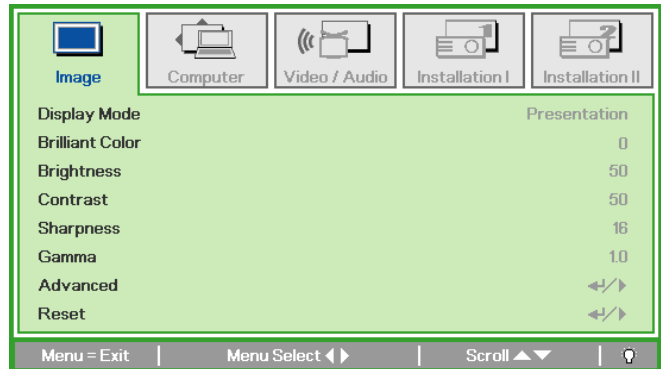 Image Computer Video / Audio Installation I Installation II
Display Mode Presentation
Brilliant Color 0
Brightness 50
Contrast 50
Sharpness 16
Gamma 1.0
Advanced
Reset
Menu = Exit Menu Select Scroll